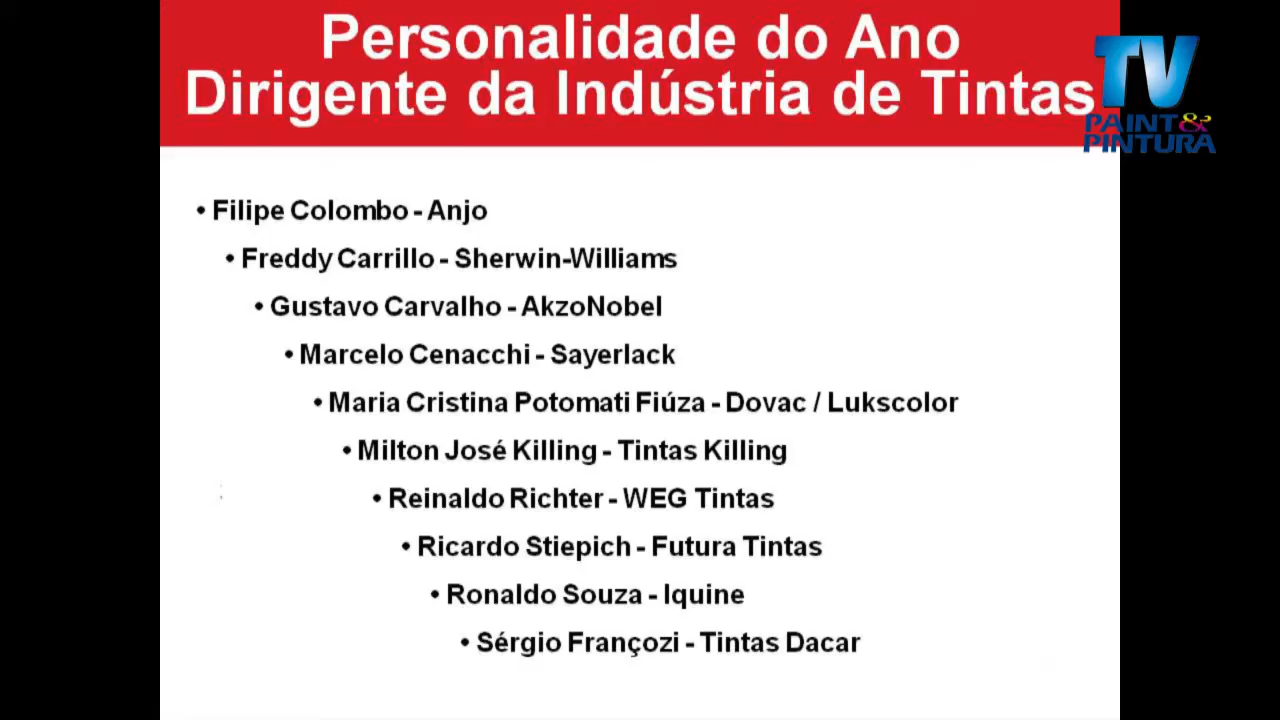 Personalidade do Ano
Dirigente da Indústria de Tintas
TV
PAINT&
PINTURA
• Filipe Colombo - Anjo
• Freddy Carrillo - Sherwin-Williams
• Gustavo Carvalho - AkzoNobel
• Marcelo Cenacchi - Sayerlack
• Maria Cristina Potomati Fiúza - Dovac / Lukscolor
• Milton José Killing - Tintas Killing
• Reinaldo Richter - WEG Tintas
• Ricardo Stiepich - Futura Tintas
• Ronaldo Souza - Iquine
• Sérgio Françozi - Tintas Dacar